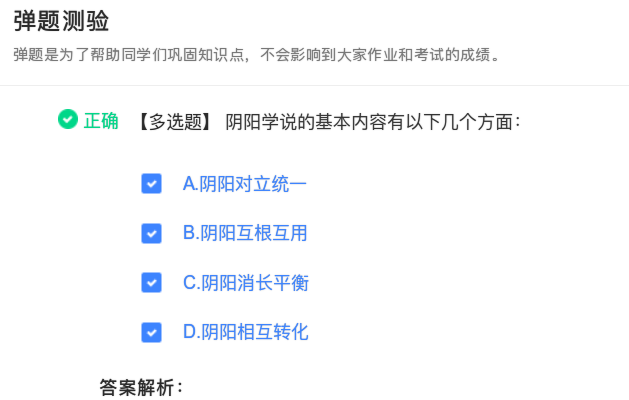 弹题测验
弹题是为了帮助同学们巩固知识点，不会影响到大家作业和考试的成绩。
正确 【多选题】 阴阳学说的基本内容有以下几个方面：
A.阴阳对立统一
B.阴阳互根互用
C.阴阳消长平衡
D.阴阳相互转化
答案解析：